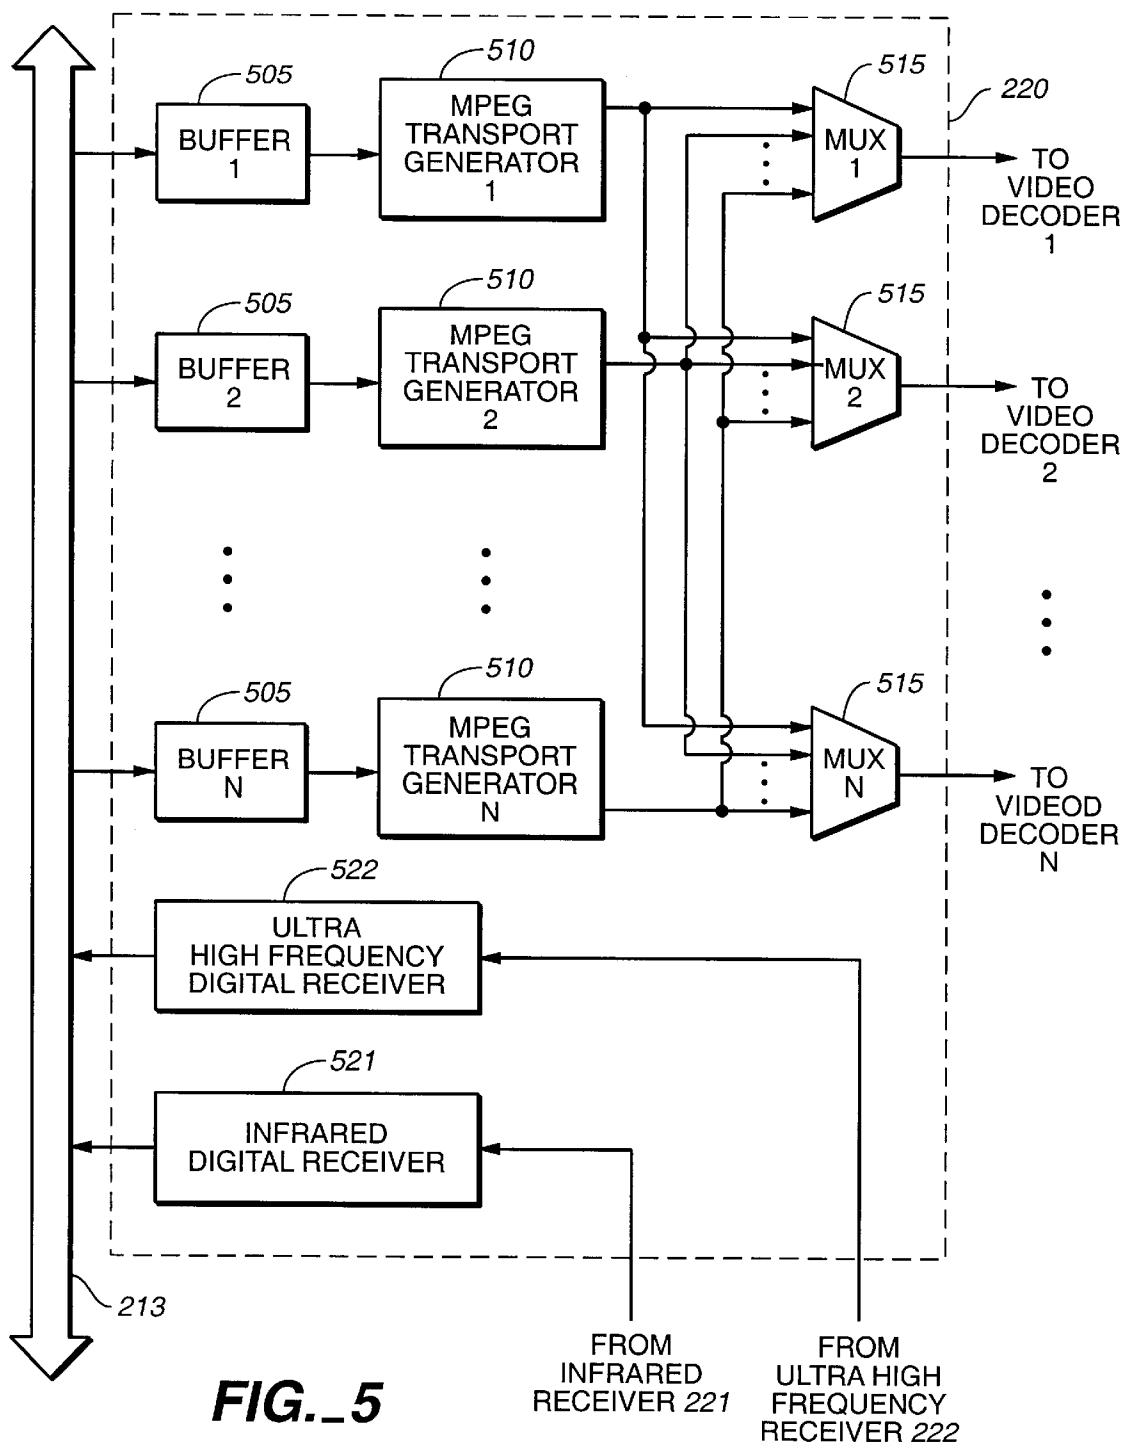 510
515
505
220
MPEG
TRANSPORT
GENERATOR
1
BUFFER
1
MUX
1
TO
VIDEO
DECODER
1
510
515
505
MPEG
TRANSPORT
GENERATOR
2
BUFFER
2
MUX
2
TO
VIDEO
DECODER
2
510
515
505
MPEG
TRANSPORT
GENERATOR
N
BUFFER
N
MUX
N
TO
VIDEOD
DECODER
N
522
ULTRA
HIGH FREQUENCY
DIGITAL RECEIVER
521
INFRARED
DIGITAL RECEIVER
213
FROM
INFRARED
RECEIVER 221
FROM
ULTRA HIGH
FREQUENCY
RECEIVER 222
FIG._5